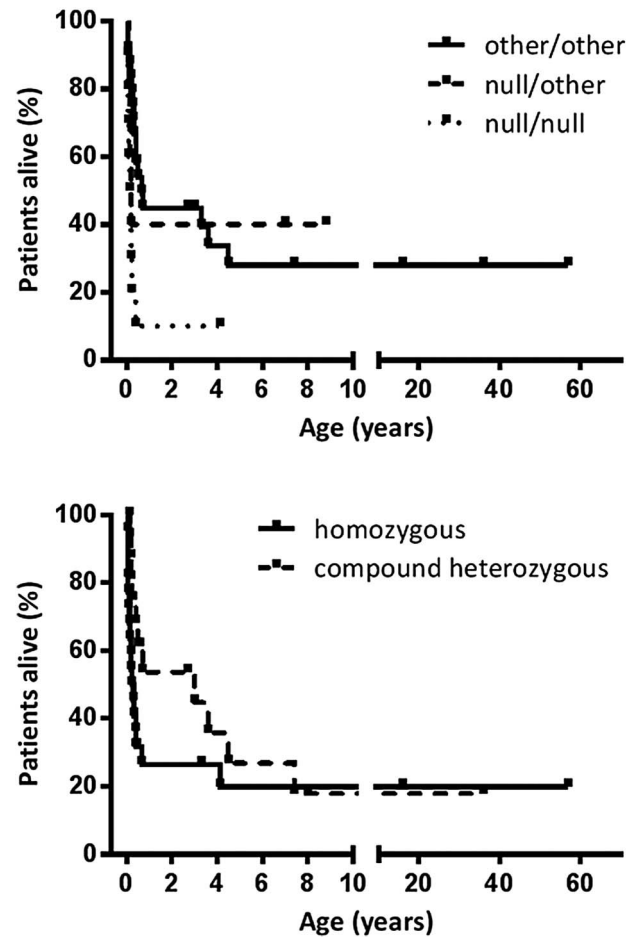 100
80
60
40
20
0
Patients alive (%)
other/other
null/other
null/null
0 2 4 6 8 10 20 40 60
Age (years)
100
80
60
40
20
0
Patients alive (%)
homozygous
compound heterozygous
0 2 4 6 8 10 20 40 60
Age (years)